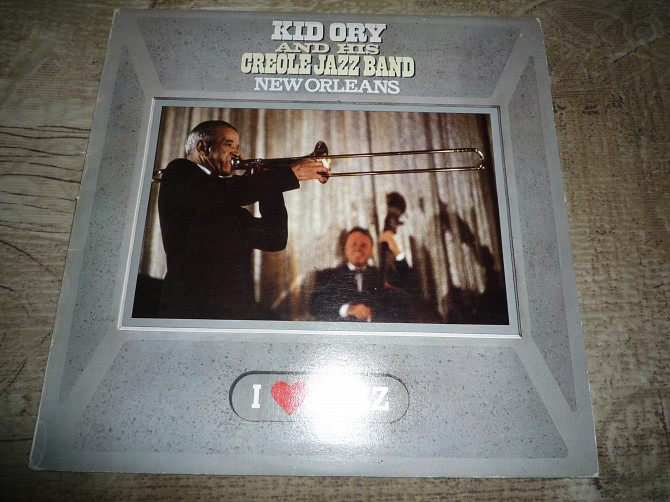 KID ORY
AND HIS
CREOLE JAZZ BAND
NEW ORLEANS
I ❤ Z